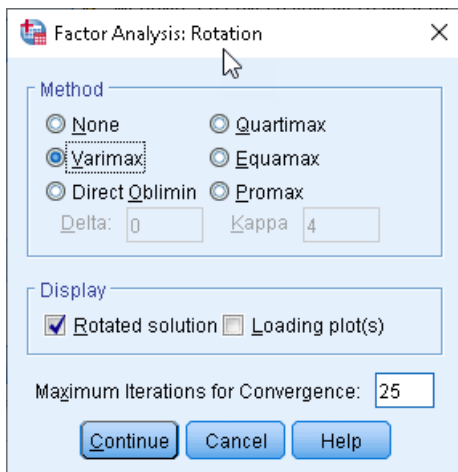 Factor Analysis: Rotation
Method
None Quartimax
Varimax Equamax
Direct Oblimin Promax
Delta: 0 Kappa 4
Display
Rotated solution Loading plot(s)
Maximum Iterations for Convergence: 25
Continue Cancel Help